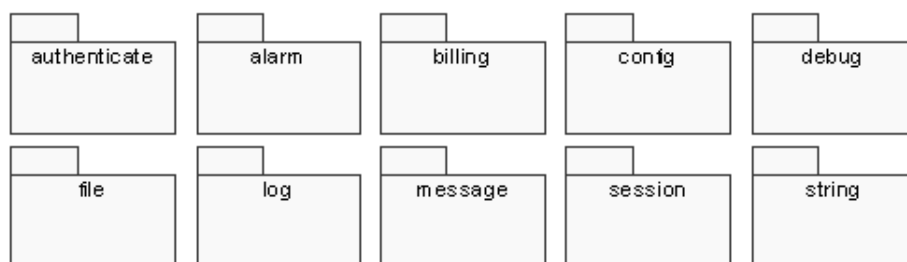 authenticate
alarm
billing
config
debug
file
log
message
session
string